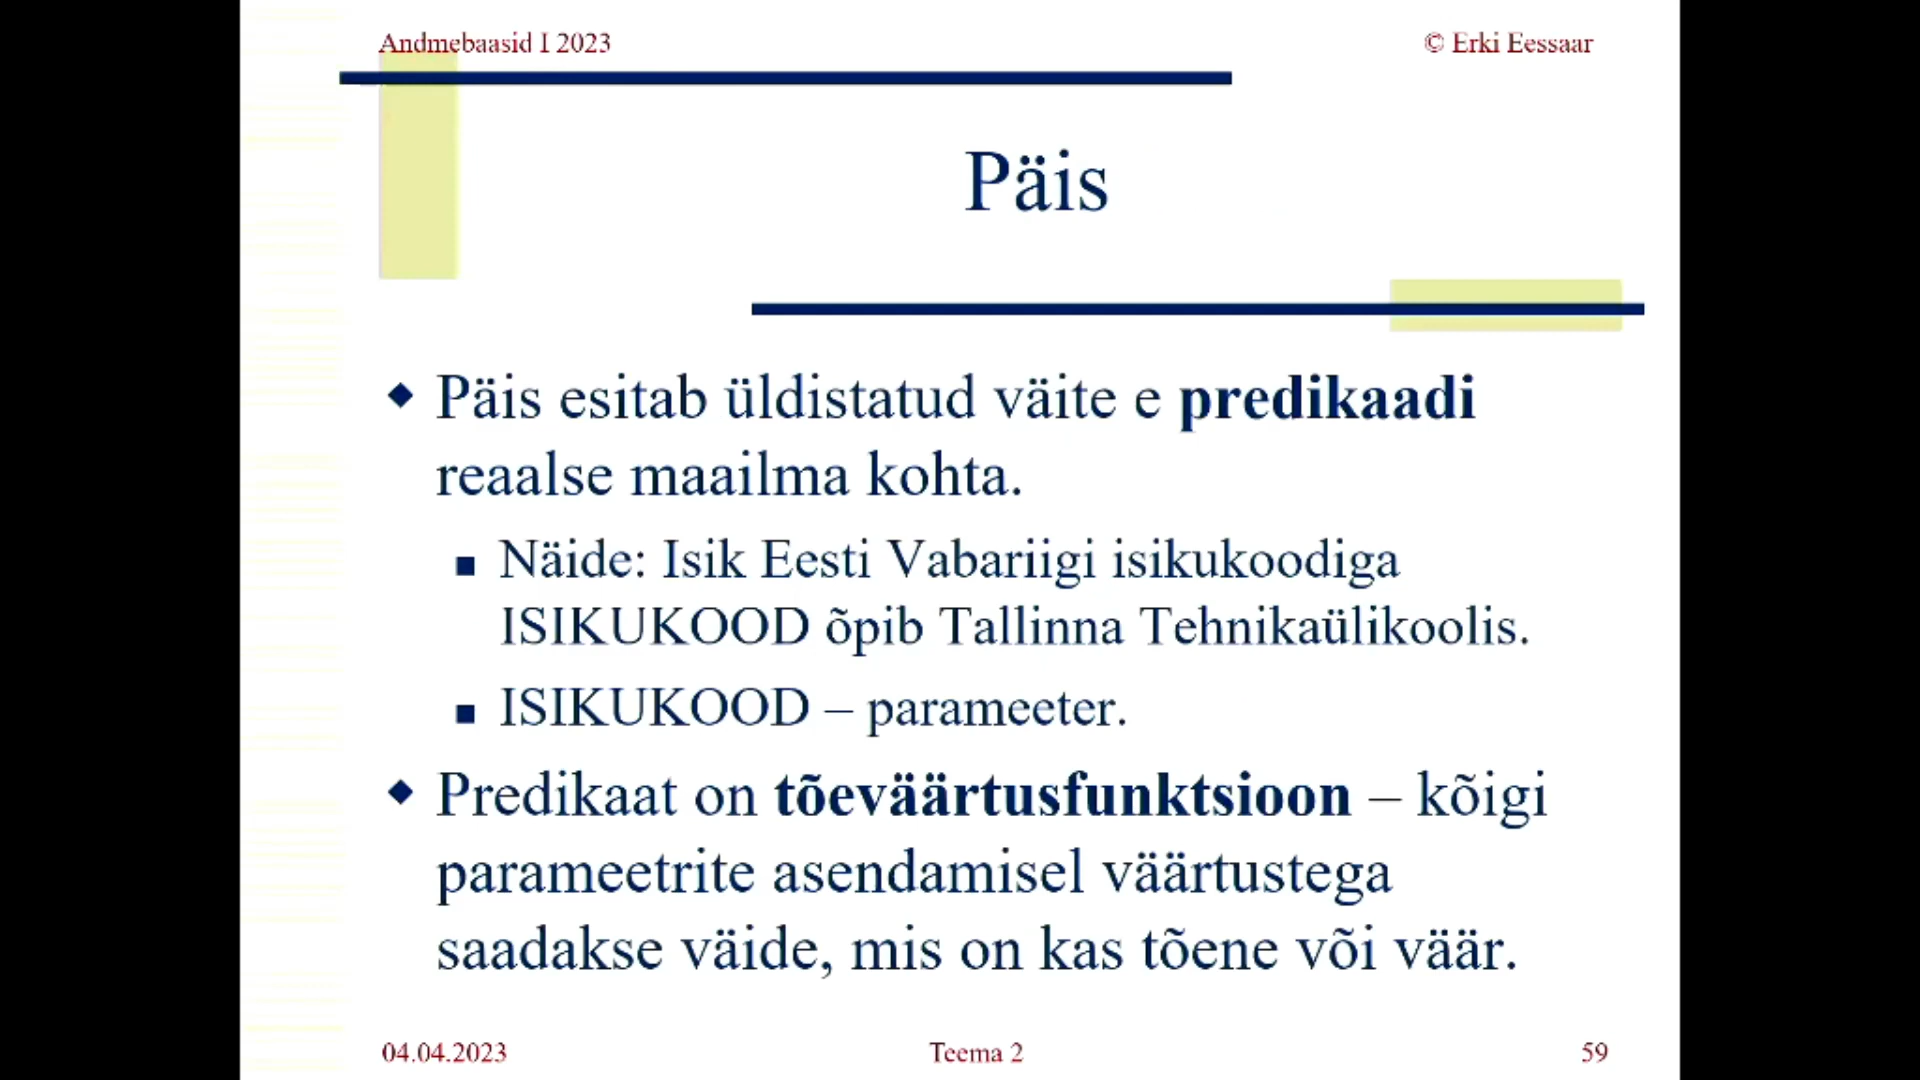 Andmebaasid I 2023
© Erki Eessaar
Päis
Päis esitab üldistatud väite e predikaadi
reaalse maailma kohta.
Näide: Isik Eesti Vabariigi isikukoodiga
ISIKUKOOD õpib Tallinna Tehnikaülikoolis.
ISIKUKOOD – parameeter.
Predikaat on tõeväärtusfunktsioon – kõigi
parameetrite asendamisel väärtustega
saadakse väide, mis on kas tõene või väär.
04.04.2023
Teema 2
59